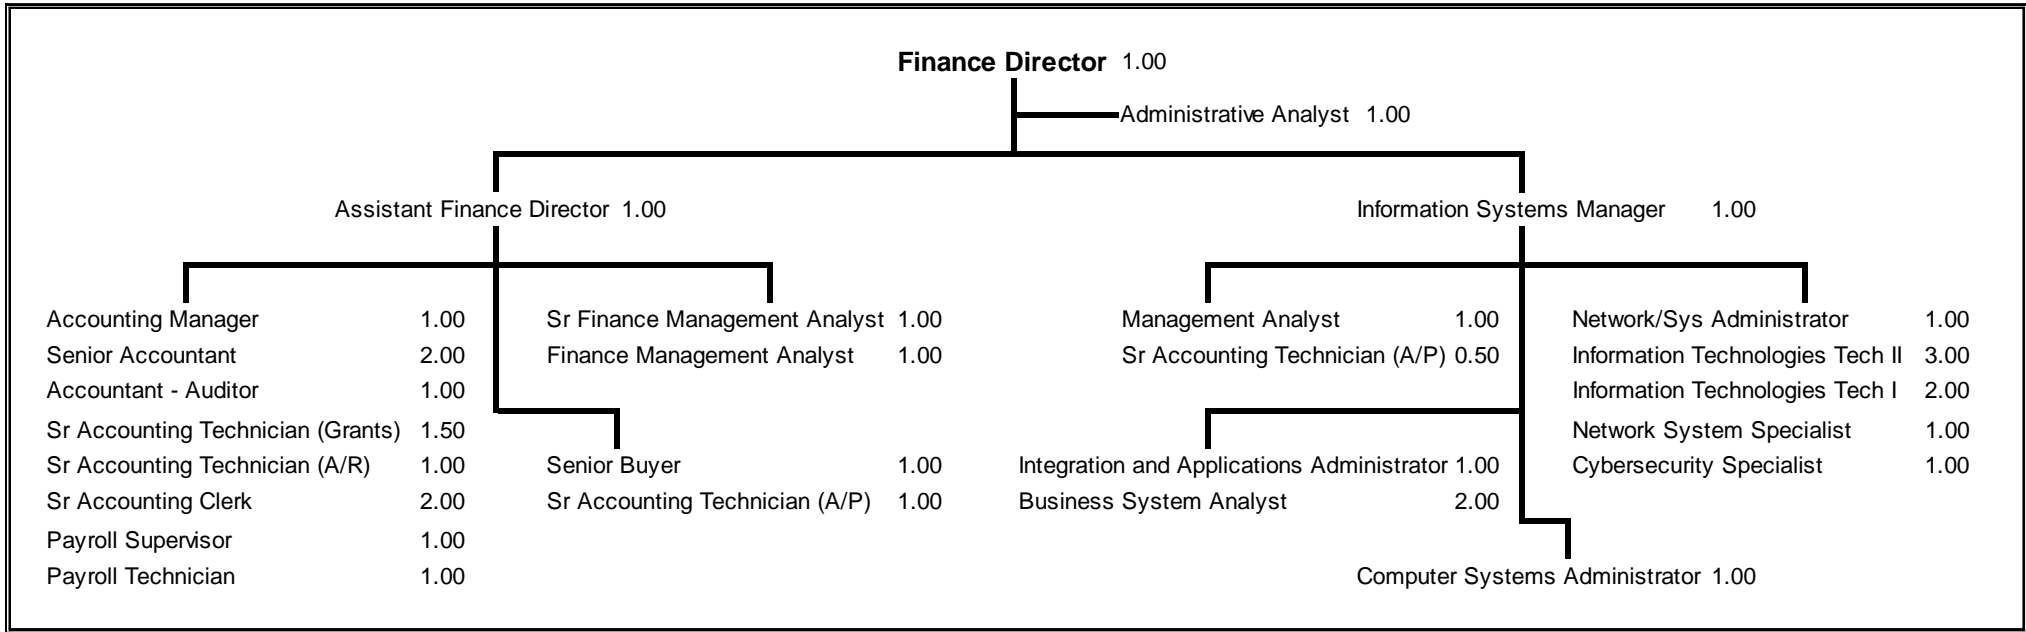 Finance Director 1.00
Administrative Analyst 1.00
Assistant Finance Director 1.00
Information Systems Manager 1.00
Accounting Manager 1.00
Senior Accountant 2.00
Accountant - Auditor 1.00
Sr Accounting Technician (Grants) 1.50
Sr Accounting Technician (A/R) 1.00
Sr Accounting Clerk 2.00
Payroll Supervisor 1.00
Payroll Technician 1.00
Sr Finance Management Analyst 1.00
Finance Management Analyst 1.00
Senior Buyer 1.00
Sr Accounting Technician (A/P) 1.00
Management Analyst 1.00
Sr Accounting Technician (A/P) 0.50
Integration and Applications Administrator 1.00
Business System Analyst 2.00
Network/Sys Administrator 1.00
Information Technologies Tech II 3.00
Information Technologies Tech I 2.00
Network System Specialist 1.00
Cybersecurity Specialist 1.00
Computer Systems Administrator 1.00